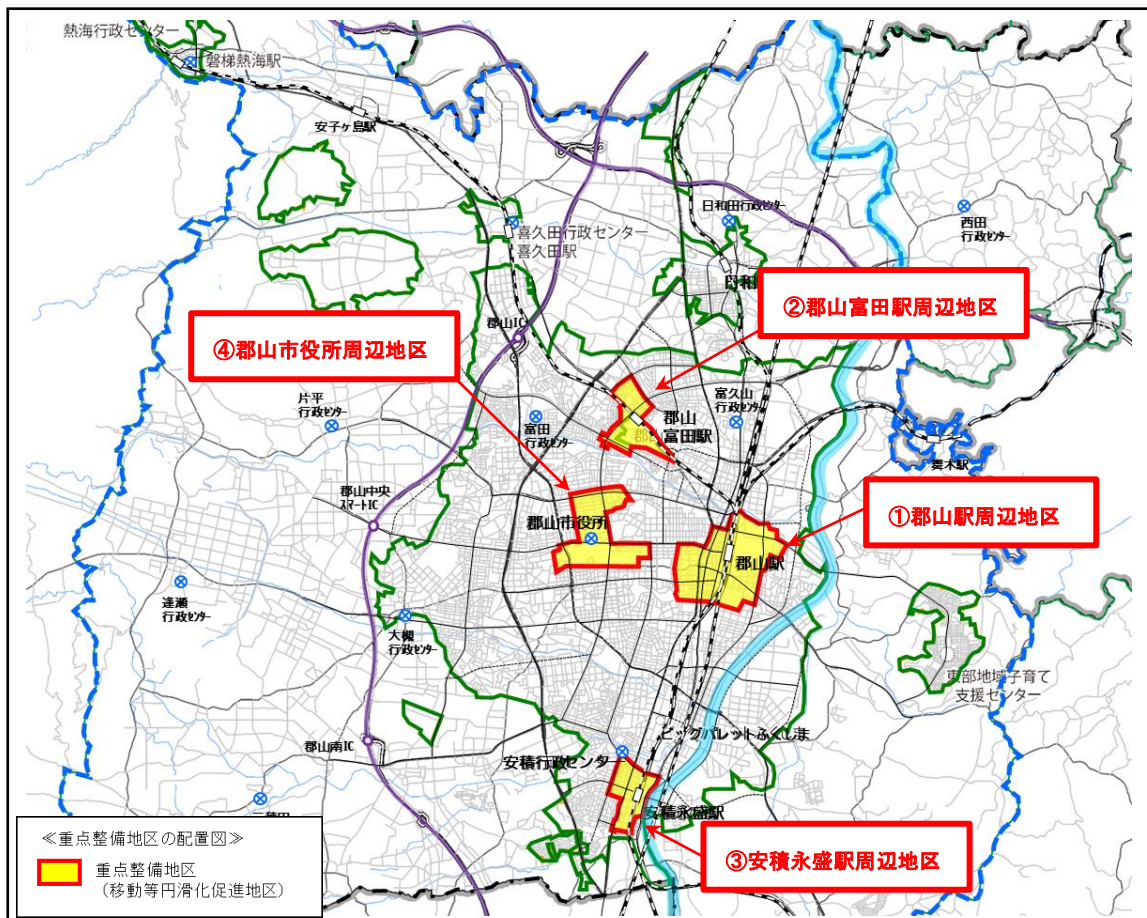 熱海行政センター
磐梯熱海駅
安子ヶ島駅
喜久田行政センター
喜久田駅
日和田行政センター
西田
行政センター
②郡山富田駅周辺地区
④郡山市役所周辺地区
郡山IC
片平
行政センター
富田
行政センター
郡山
富田駅
富久山
行政センター
舞木駅
郡山中央
スマートIC
郡山市役所
①郡山駅周辺地区
郡山駅
逢瀬
行政センター
大槻
行政センター
東部地域子育て
支援センター
ビッグパレットふくしま
郡山南IC
安積行政センター
安積永盛駅
③安積永盛駅周辺地区
≪重点整備地区の配置図≫
重点整備地区
(移動等円滑化促進地区)